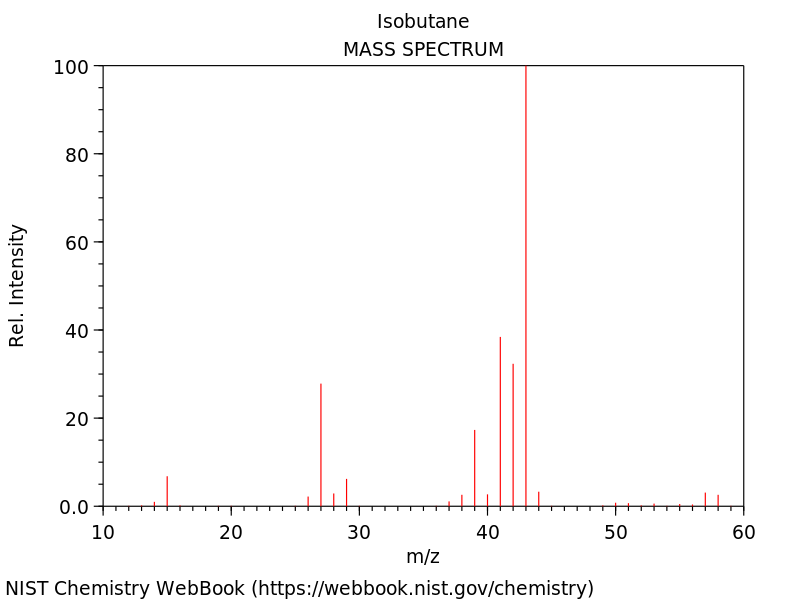 Isobutane
MASS SPECTRUM
100
80
60
40
20
0.0
Rel. Intensity
10 20 30 40 50 60
m/z
NIST Chemistry WebBook (https://webbook.nist.gov/chemistry)